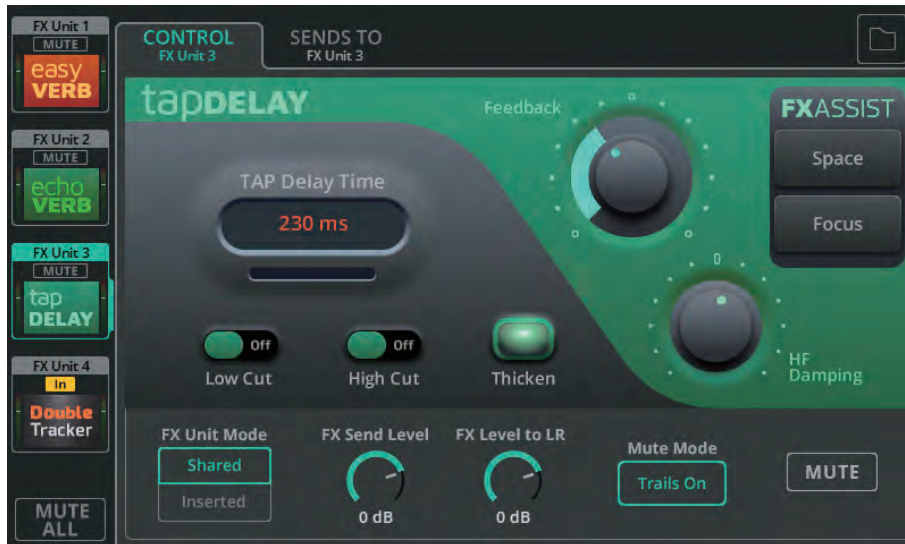 FX Unit 1
MUTE
easy
VERB
FX Unit 2
MUTE
echo
VERB
FX Unit 3
MUTE
tap
DELAY
FX Unit 4
In
Double
Tracker
MUTE
ALL
CONTROL
FX Unit 3
SENDS TO
FX Unit 3
tapDELAY
Feedback
FXASSIST
Space
Focus
TAP Delay Time
230 ms
0
HF
Damping
Off
Low Cut
Off
High Cut
Thicken
FX Unit Mode
Shared
Inserted
FX Send Level
0 dB
FX Level to LR
0 dB
Mute Mode
Trails On
MUTE